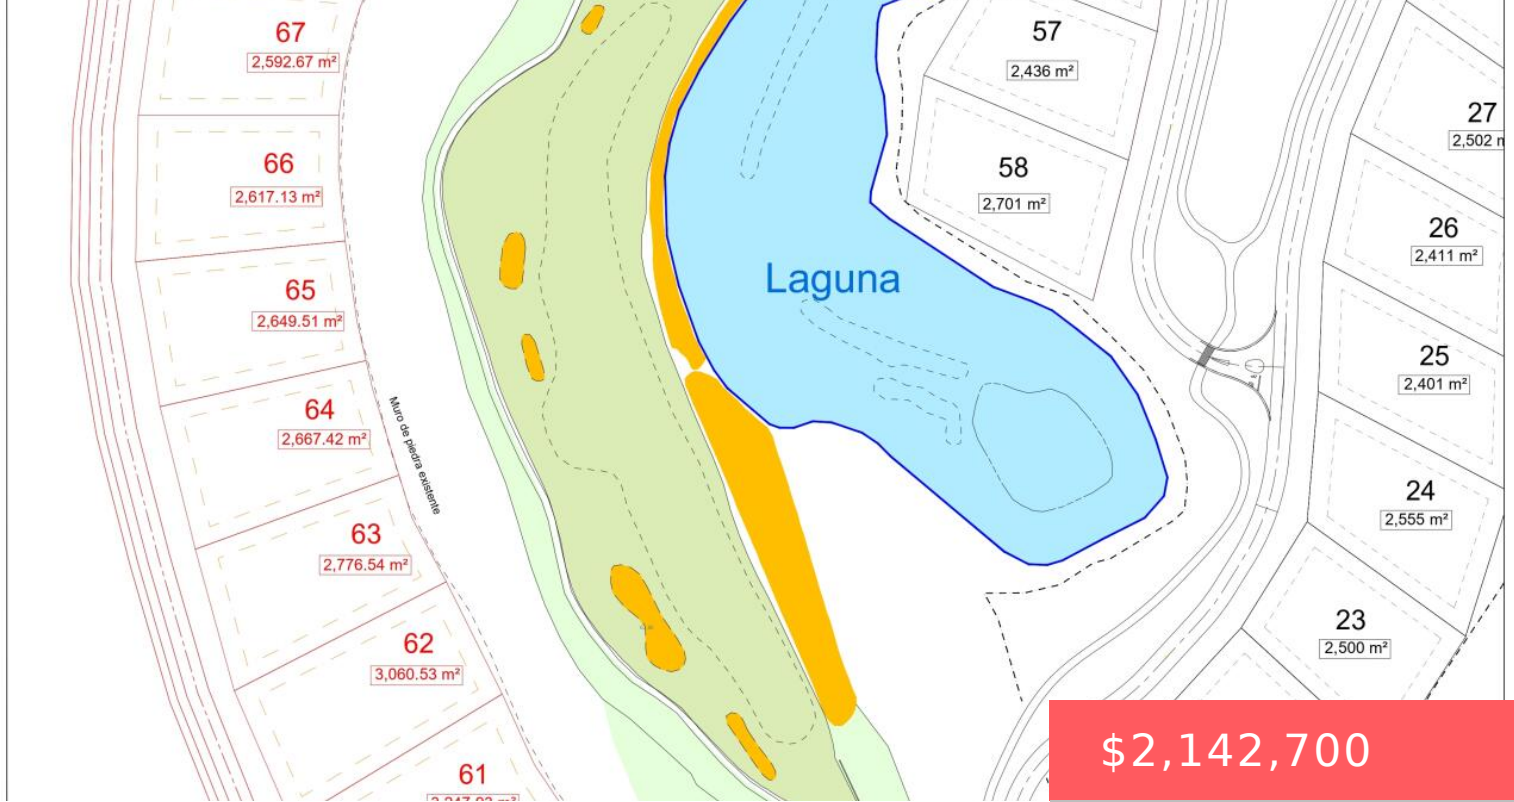 67
2,592.67 m²
66
2,617.13 m²
65
2,649.51 m²
64
2,667.42 m²
63
2,776.54 m²
62
3,060.53 m²
61
Muro de piedra existente
Laguna
57
2,436 m²
58
2,701 m²
27
2,502 m
26
2,411 m²
25
2,401 m²
24
2,555 m²
23
2,500 m²
$2,142,700